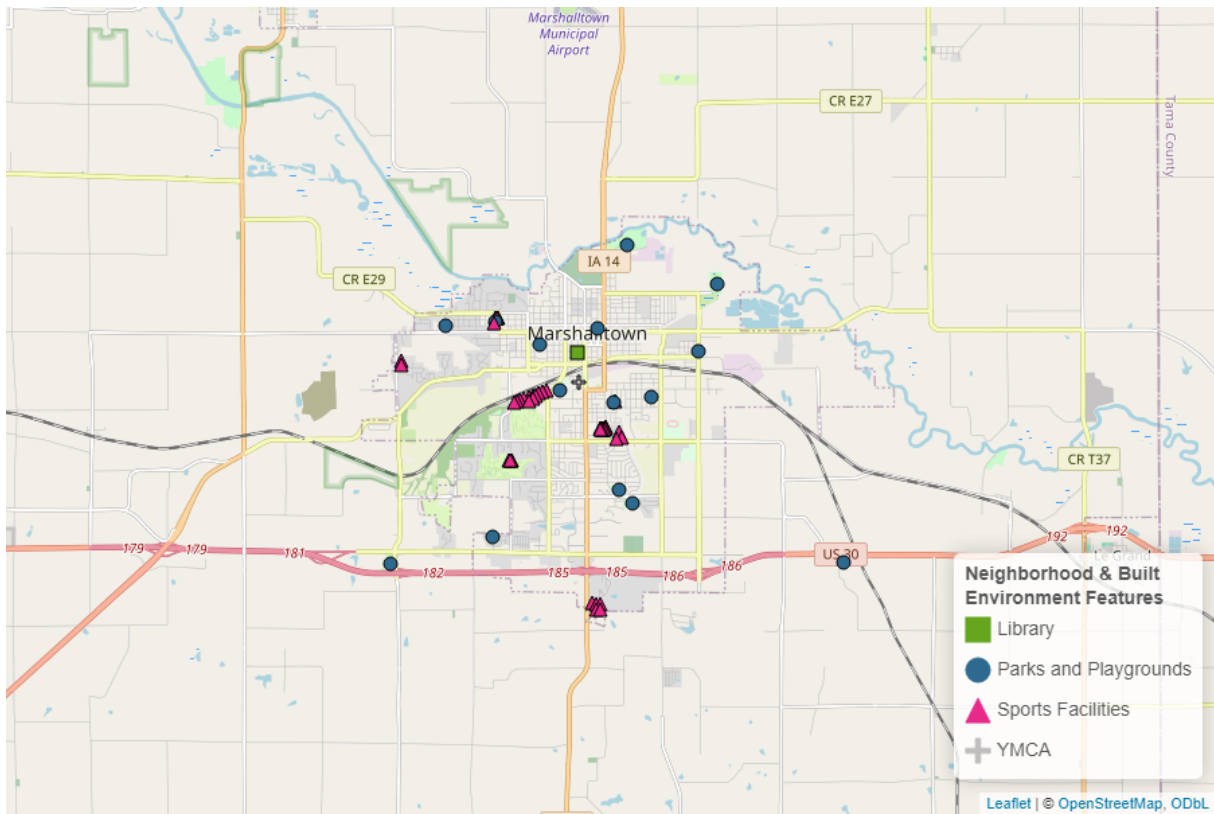 Marshalltown
Municipal
Airport
CR E27
Tama County
IA 14
CR E29
Marshalltown
CR T37
179
179
181
182
185
185
186
186
192
192
US 30
Le Grand
Neighborhood & Built
Environment Features
Library
Parks and Playgrounds
Sports Facilities
YMCA
Leaflet | © OpenStreetMap, ODbL